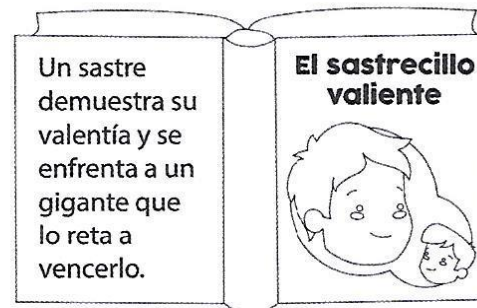 Un sastre
demuestra su
valentía y se
enfrenta a un
gigante que
lo reta a
vencerlo.
El sastrecillo
valiente